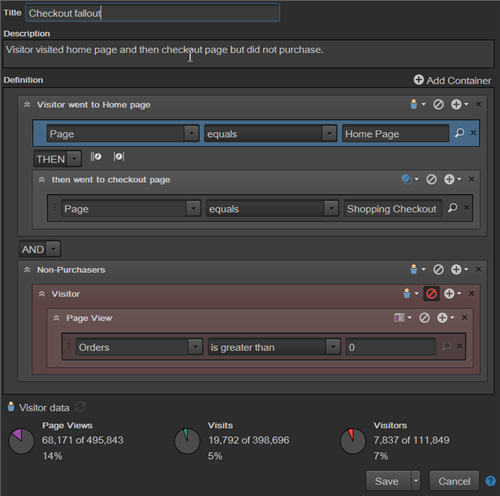 Title Checkout fallout
Description
Visitor visited home page and then checkout page but did not purchase.
Definition Add Container
Visitor went to Home page
Page equals Home Page
THEN
then went to checkout page
Page equals Shopping Checkout
AND
Non-Purchasers
Visitor
Page View
Orders is greater than 0
Visitor data
Page Views Visits Visitors
68,171 of 495,843 19,792 of 398,696 7,837 of 111,849
14% 5% 7%
Save Cancel